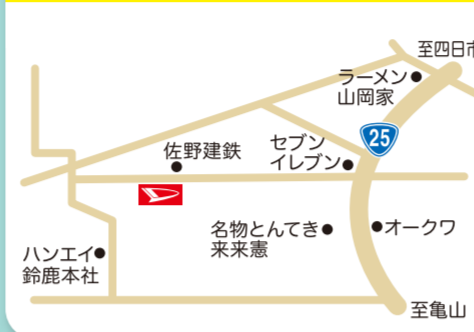 至四日市
ラーメン
山岡家
25
セブン
イレブン
佐野建鉄
名物とんてき
来来憲
オークワ
ハンエイ
鈴鹿本社
至亀山